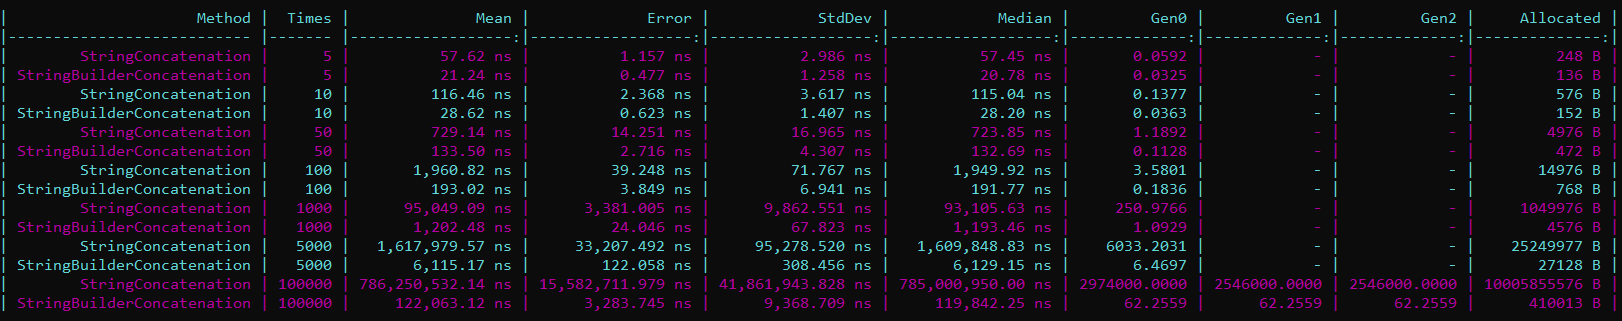 | Method | Times | Mean | Error | StdDev | Median | Gen0 | Gen1 | Gen2 | Allocated |
|--------------------------- |------- |-----------------:|-----------------:|-----------------:|-----------------:|-------------:|-------------:|-------------:|--------------:|
| StringConcatenation | 5 | 57.62 ns | 1.157 ns | 2.986 ns | 57.45 ns | 0.0592 | - | - | 248 B |
| StringBuilderConcatenation | 5 | 21.24 ns | 0.477 ns | 1.258 ns | 20.78 ns | 0.0325 | - | - | 136 B |
| StringConcatenation | 10 | 116.46 ns | 2.368 ns | 3.617 ns | 115.04 ns | 0.1377 | - | - | 576 B |
| StringBuilderConcatenation | 10 | 28.62 ns | 0.623 ns | 1.407 ns | 28.20 ns | 0.0363 | - | - | 152 B |
| StringConcatenation | 50 | 729.14 ns | 14.251 ns | 16.965 ns | 723.85 ns | 1.1892 | - | - | 4976 B |
| StringBuilderConcatenation | 50 | 133.50 ns | 2.716 ns | 4.307 ns | 132.69 ns | 0.1128 | - | - | 472 B |
| StringConcatenation | 100 | 1,960.82 ns | 39.248 ns | 71.767 ns | 1,949.92 ns | 3.5801 | - | - | 14976 B |
| StringBuilderConcatenation | 100 | 193.02 ns | 3.849 ns | 6.941 ns | 191.77 ns | 0.1836 | - | - | 768 B |
| StringConcatenation | 1000 | 95,049.09 ns | 3,381.005 ns | 9,862.551 ns | 93,105.63 ns | 250.9766 | - | - | 1049976 B |
| StringBuilderConcatenation | 1000 | 1,202.48 ns | 24.046 ns | 67.823 ns | 1,193.46 ns | 1.0929 | - | - | 4576 B |
| StringConcatenation | 5000 | 1,617,979.57 ns | 33,207.492 ns | 95,278.520 ns | 1,609,848.83 ns | 6033.2031 | - | - | 25249977 B |
| StringBuilderConcatenation | 5000 | 6,115.17 ns | 122.058 ns | 308.456 ns | 6,129.15 ns | 6.4697 | - | - | 27128 B |
| StringConcatenation | 100000 | 786,250,532.14 ns | 15,582,711.979 ns | 41,861,943.828 ns | 785,000,950.00 ns | 2974000.0000 | 2546000.0000 | 2546000.0000 | 10005855576 B |
| StringBuilderConcatenation | 100000 | 122,063.12 ns | 3,283.745 ns | 9,368.709 ns | 119,842.25 ns | 62.2559 | 62.2559 | 62.2559 | 410013 B |